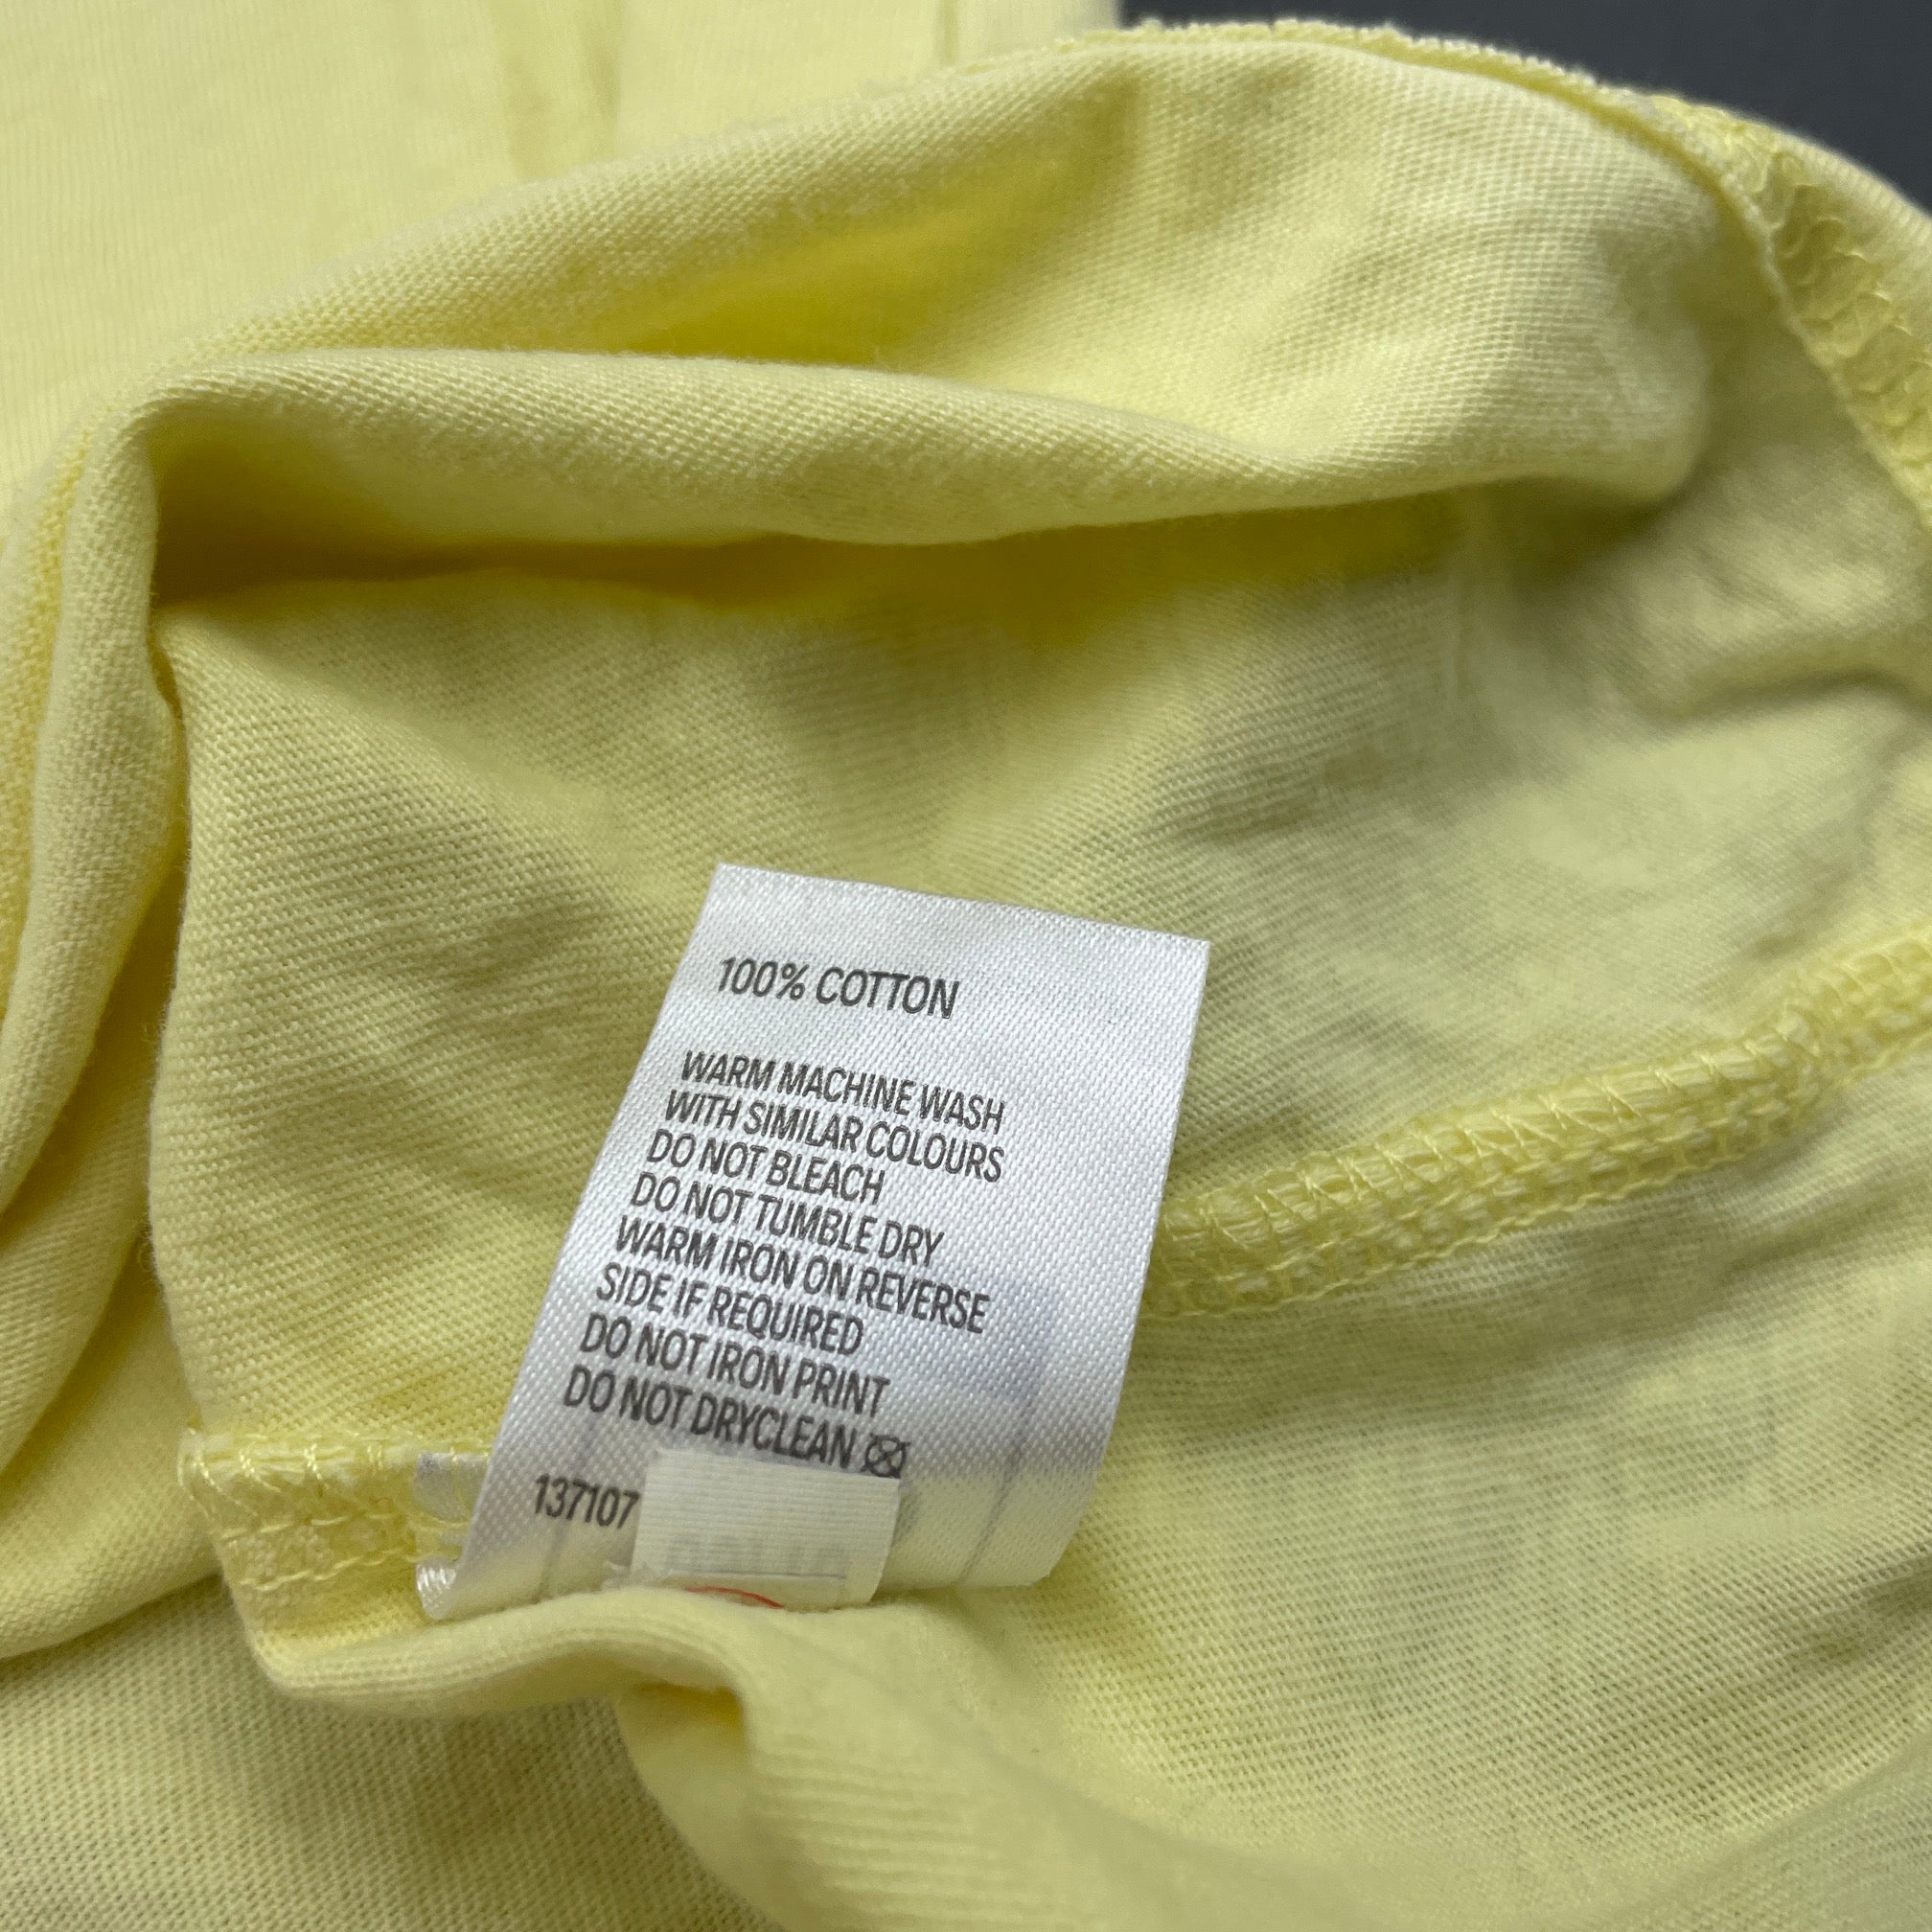 100% COTTON
WARM MACHINE WASH
WITH SIMILAR COLOURS
DO NOT BLEACH
DO NOT TUMBLE DRY
WARM IRON ON REVERSE
SIDE IF REQUIRED
DO NOT IRON PRINT
DO NOT DRYCLEAN
137107